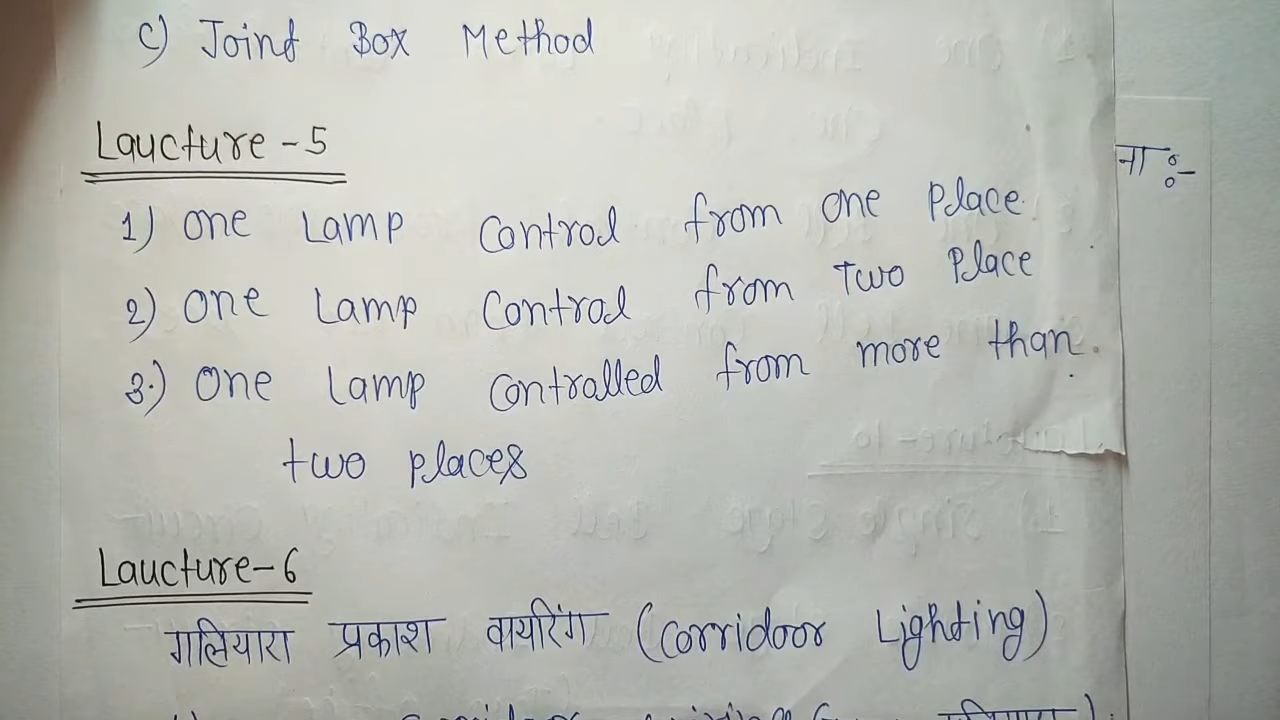 c) Joint Box Method
Laucture-5
ना :-
1) One Lamp Control from one Place.
2) One Lamp Control from Two Place
3.) One Lamp Controlled from more than.
two places
Laucture-6
गलियारा प्रकाश वायरिंग (Corridoor Lighting)